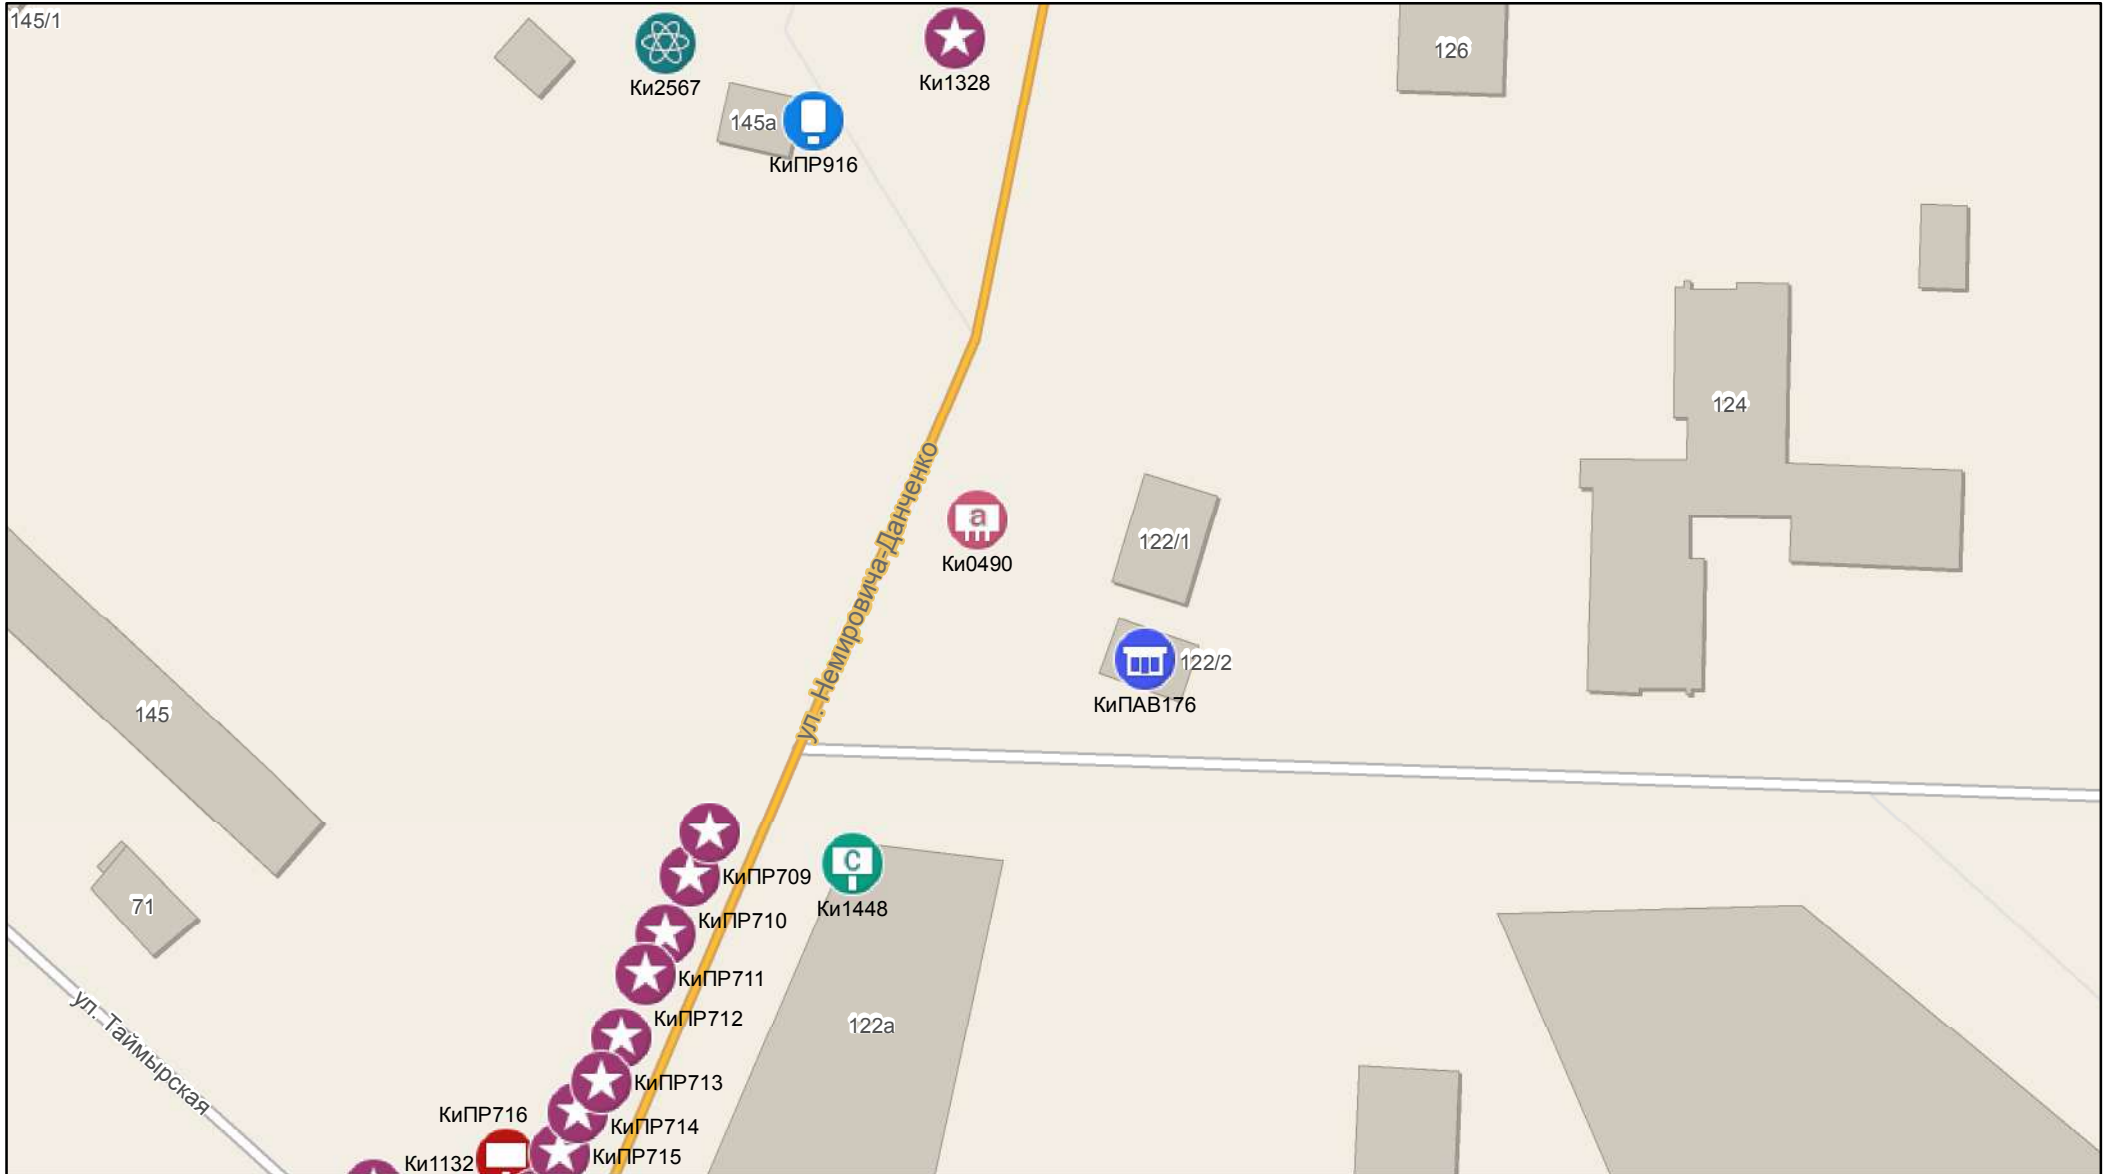 145/1
Ки2567
Ки1328
126
145а
КиПР916
124
ул. Немировича-Данченко
a
Ки0490
122/1
122/2
КиПАВ176
145
C
КиПР709
Ки1448
71
КиПР710
КиПР711
КиПР712
122а
ул. Таймырская
КиПР713
КиПР716
КиПР714
КиПР715
Ки1132